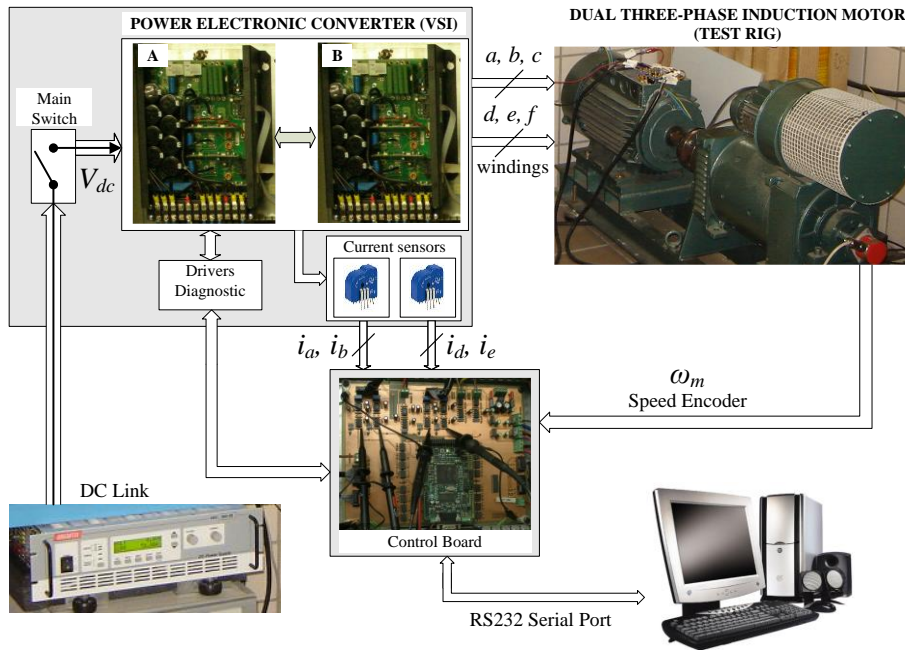 POWER ELECTRONIC CONVERTER (VSI)
DUAL THREE-PHASE INDUCTION MOTOR
(TEST RIG)
A
B
a, b, c
d, e, f
windings
Main
Switch
V_dc
Drivers
Diagnostic
Current sensors
i_a, i_b
i_d, i_e
ω_m
Speed Encoder
DC Link
Control Board
RS232 Serial Port